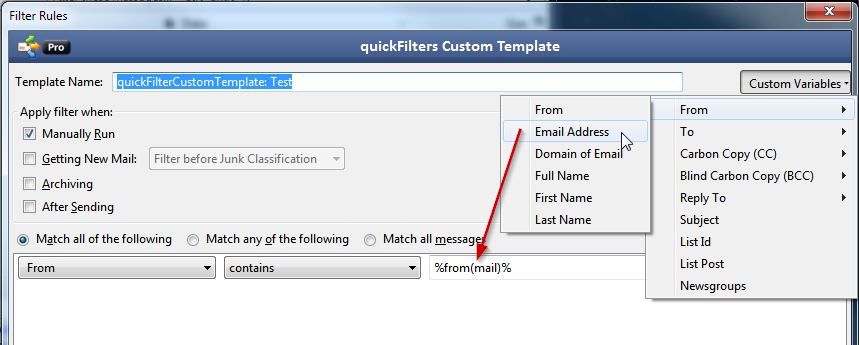 Filter Rules
Pro
quickFilters Custom Template
Template Name:
quickFilterCustomTemplate: Test
Custom Variables
Apply filter when:
Manually Run
Getting New Mail:
Filter before Junk Classification
Archiving
After Sending
From
Email Address
Domain of Email
Full Name
First Name
Last Name
From
To
Carbon Copy (CC)
Blind Carbon Copy (BCC)
Reply To
Subject
List Id
List Post
Newsgroups
Match all of the following
Match any of the following
Match all messages
From
contains
%from(mail)%